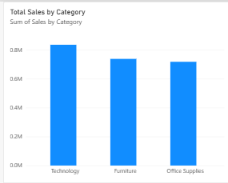 Total Sales by Category
Sum of Sales by Category
0.8M
0.6M
0.4M
0.2M
0.0M
Technology Furniture Office Supplies